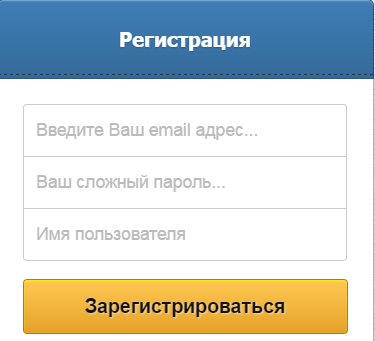 Регистрация
Введите Ваш email адрес...
Ваш сложный пароль...
Имя пользователя
Зарегистрироваться